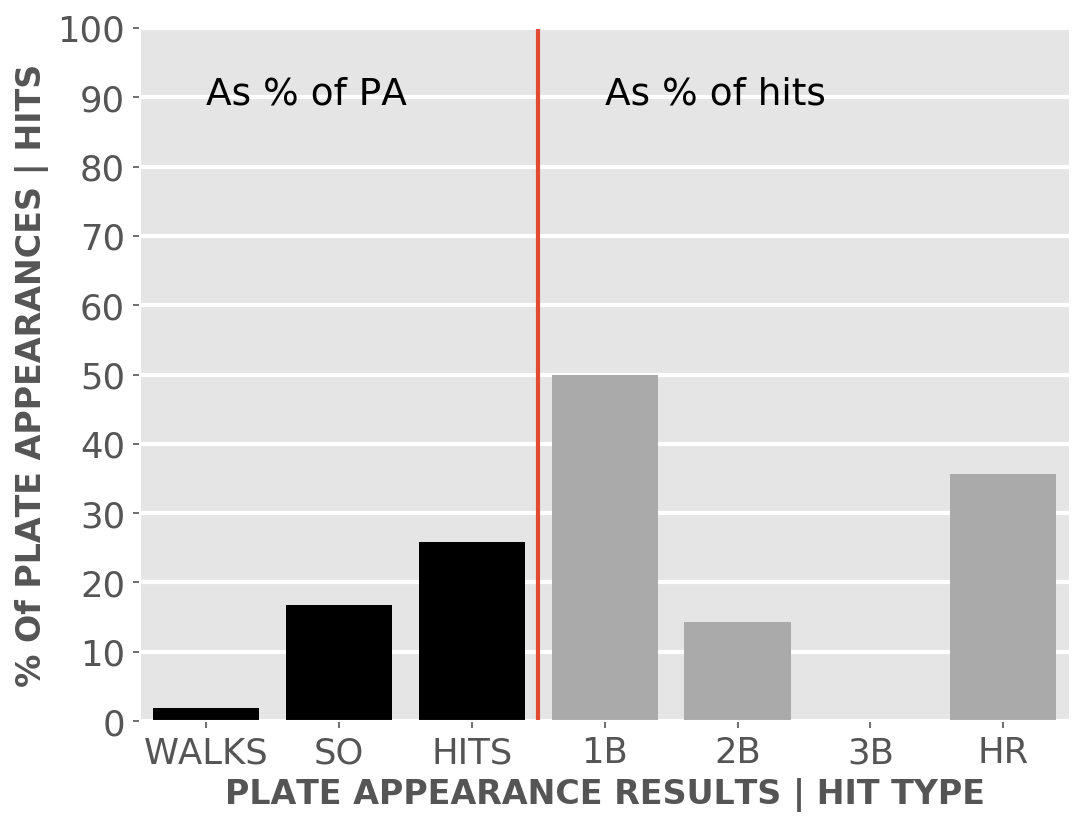 % Of PLATE APPEARANCES | HITS
100
90
80
70
60
50
40
30
20
10
0
As % of PA
As % of hits
WALKS SO HITS 1B 2B 3B HR
PLATE APPEARANCE RESULTS | HIT TYPE